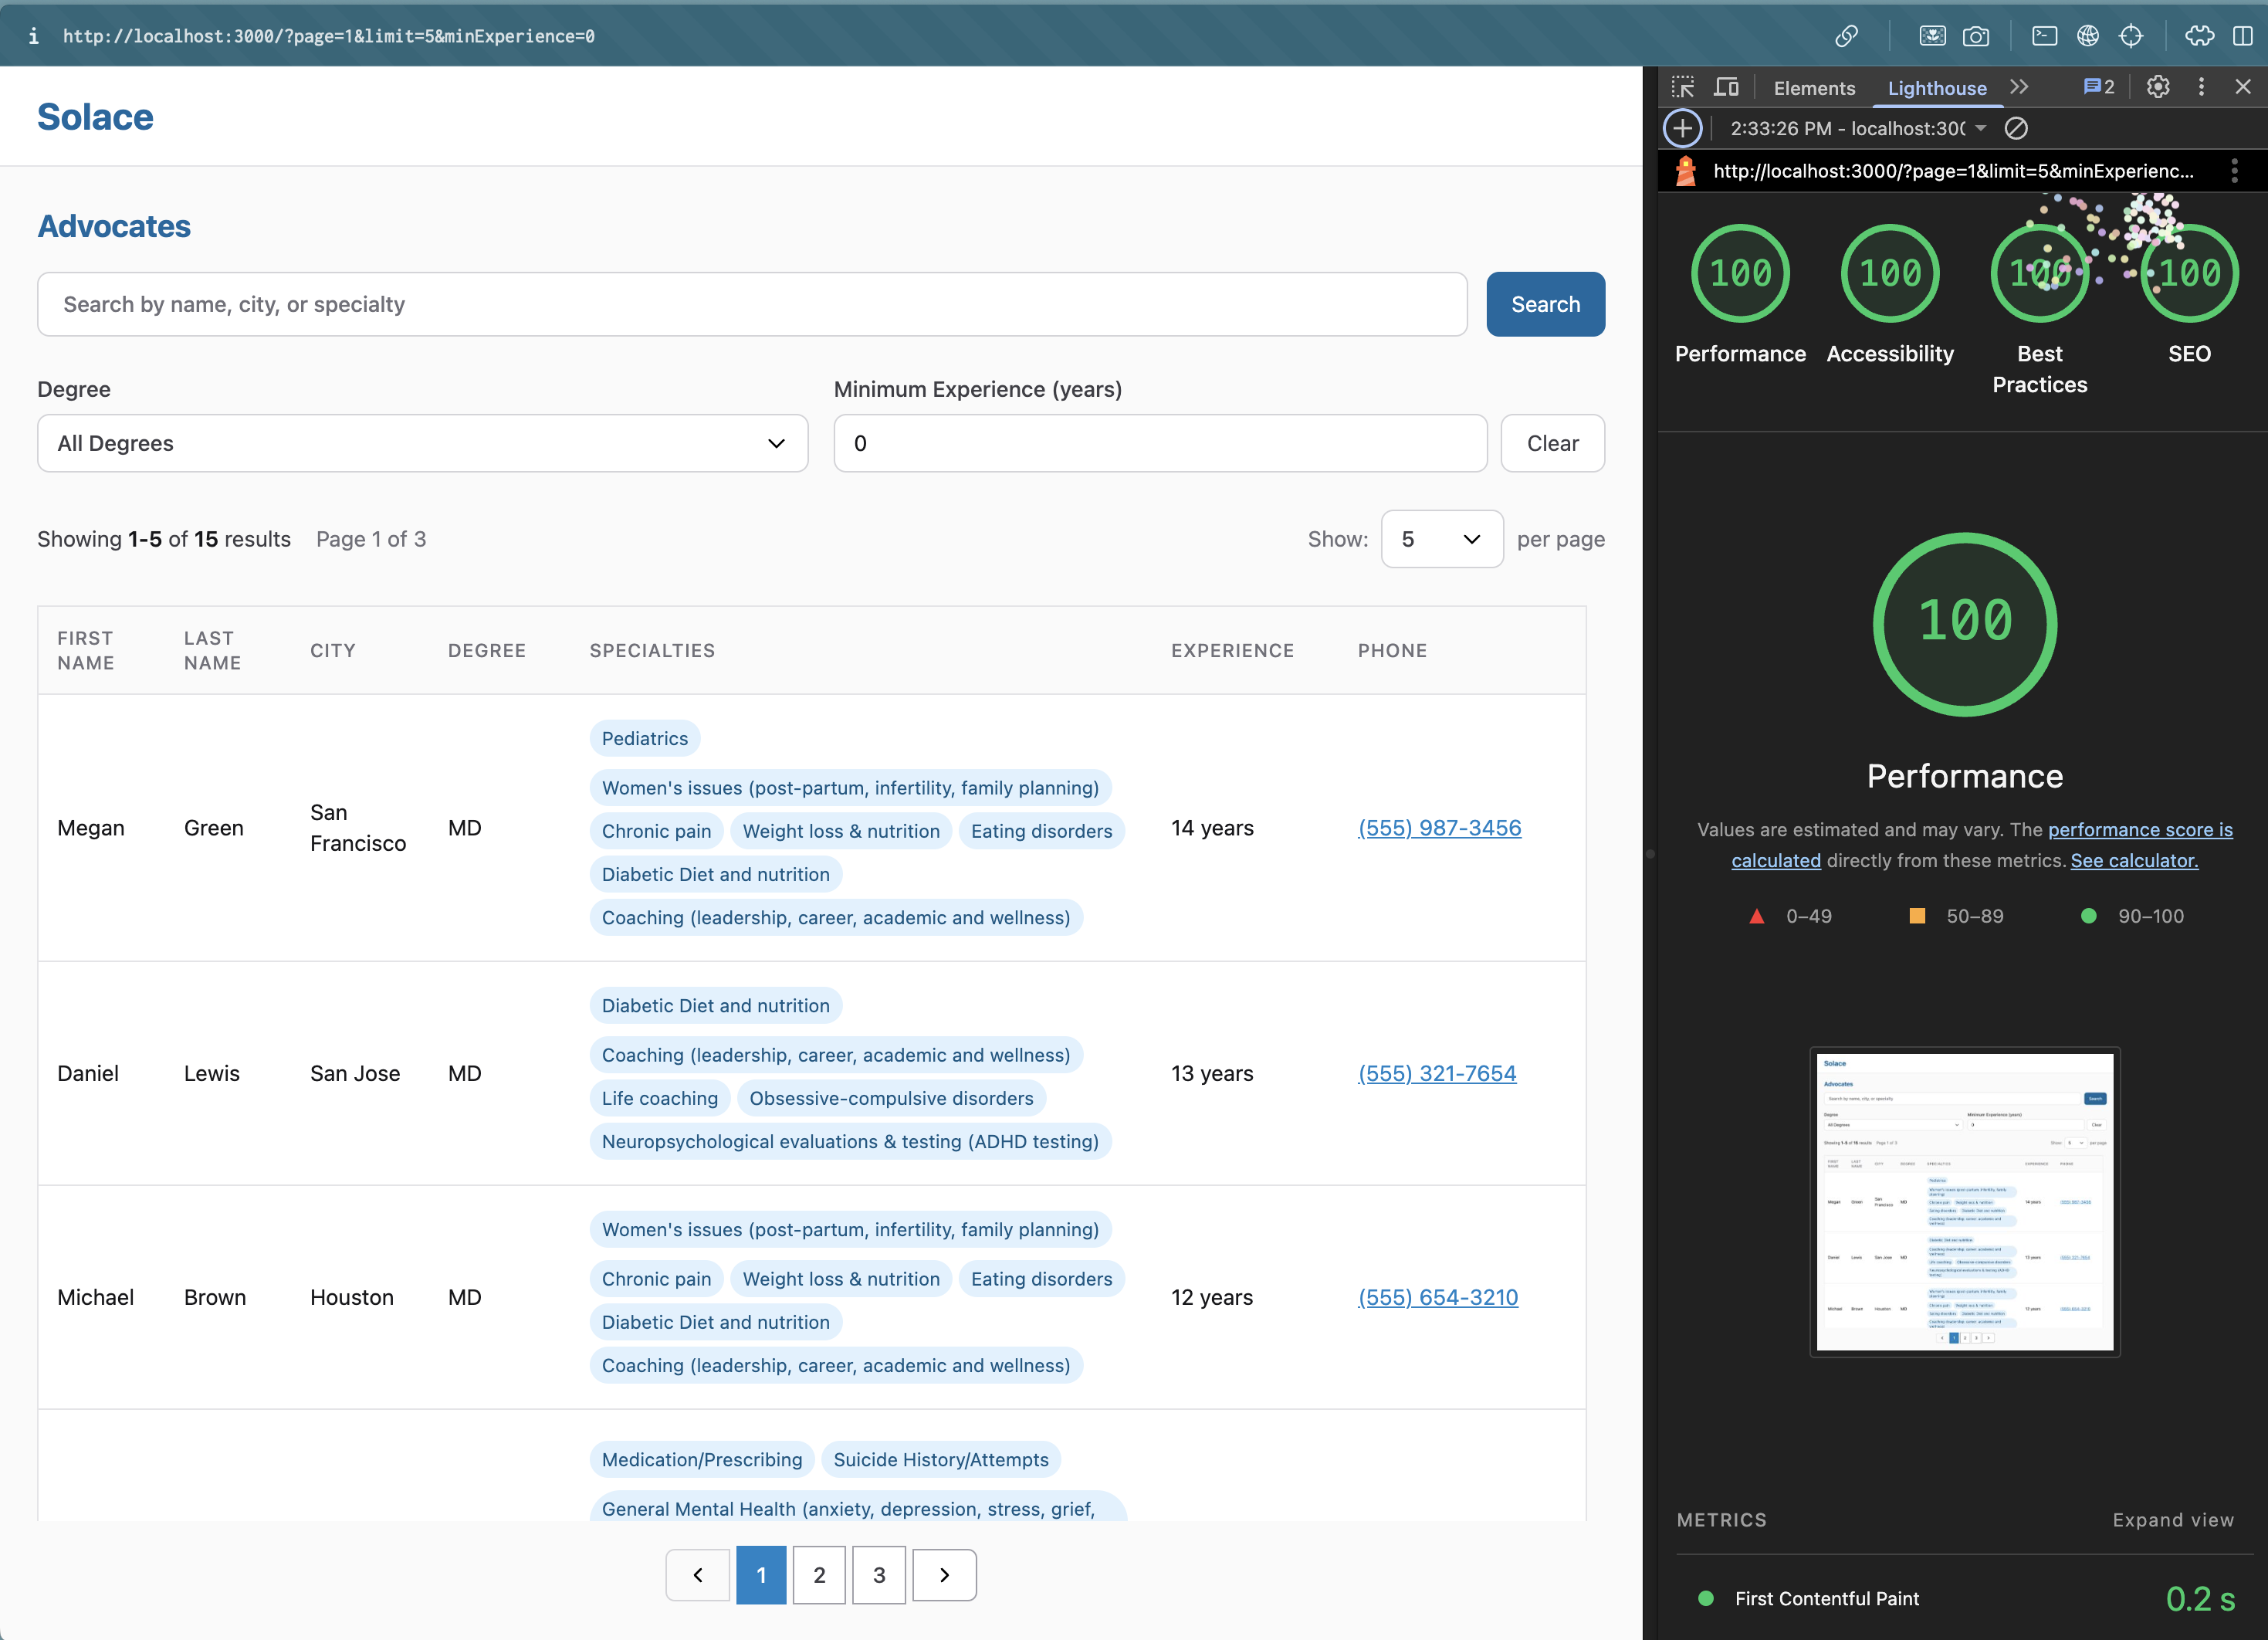 http://localhost:3000/?page=1&limit=5&minExperience=0
Solace
Advocates
Search by name, city, or specialty
Search
Degree
Minimum Experience (years)
All Degrees
0
Clear
Showing 1-5 of 15 results Page 1 of 3
Show: 5 per page
FIRST NAME LAST NAME CITY DEGREE SPECIALTIES EXPERIENCE PHONE
Megan Green San Francisco MD
Pediatrics
Women's issues (post-partum, infertility, family planning)
Chronic pain Weight loss & nutrition Eating disorders
Diabetic Diet and nutrition
Coaching (leadership, career, academic and wellness)
14 years (555) 987-3456
Daniel Lewis San Jose MD
Diabetic Diet and nutrition
Coaching (leadership, career, academic and wellness)
Life coaching Obsessive-compulsive disorders
Neuropsychological evaluations & testing (ADHD testing)
13 years (555) 321-7654
Michael Brown Houston MD
Women's issues (post-partum, infertility, family planning)
Chronic pain Weight loss & nutrition Eating disorders
Diabetic Diet and nutrition
Coaching (leadership, career, academic and wellness)
12 years (555) 654-3210
Medication/Prescribing Suicide History/Attempts
General Mental Health (anxiety, depression, stress, grief,
1 2 3
Elements Lighthouse 2
2:33:26 PM - localhost:300
http://localhost:3000/?page=1&limit=5&minExperienc...
100 100 100 100
Performance Accessibility Best Practices SEO
100
Performance
Values are estimated and may vary. The performance score is
calculated directly from these metrics. See calculator.
0–49 50–89 90–100
Solace
Advocates
METRICS Expand view
First Contentful Paint 0.2 s